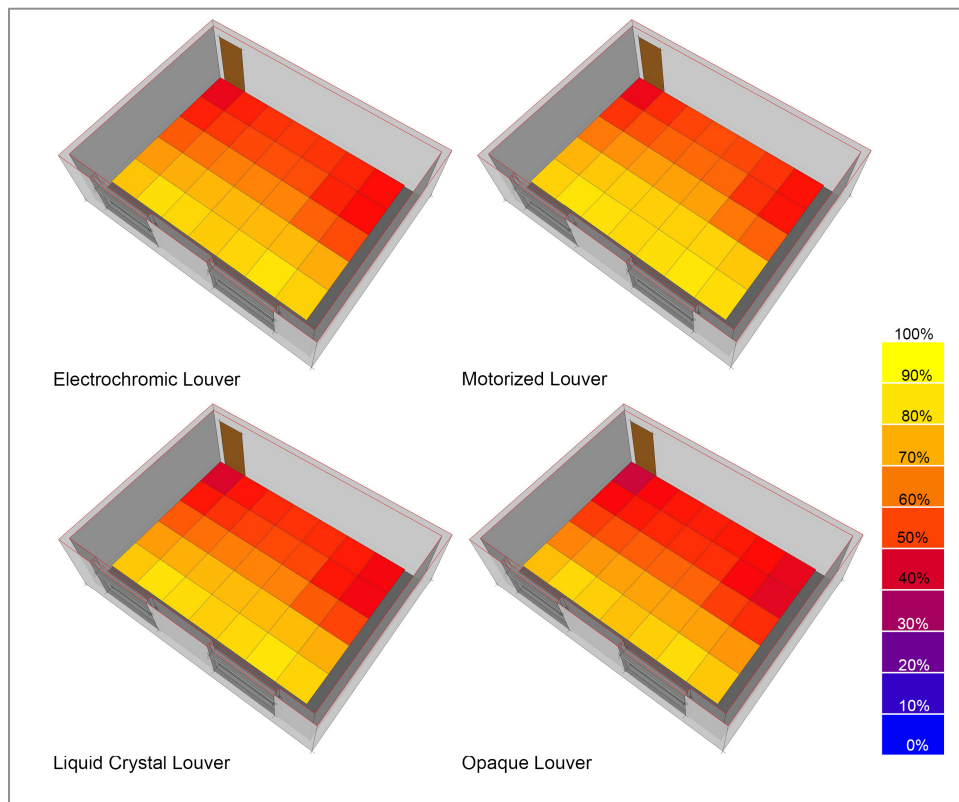 Electrochromic Louver
Motorized Louver
100%
90%
80%
70%
60%
50%
40%
30%
20%
10%
0%
Liquid Crystal Louver
Opaque Louver